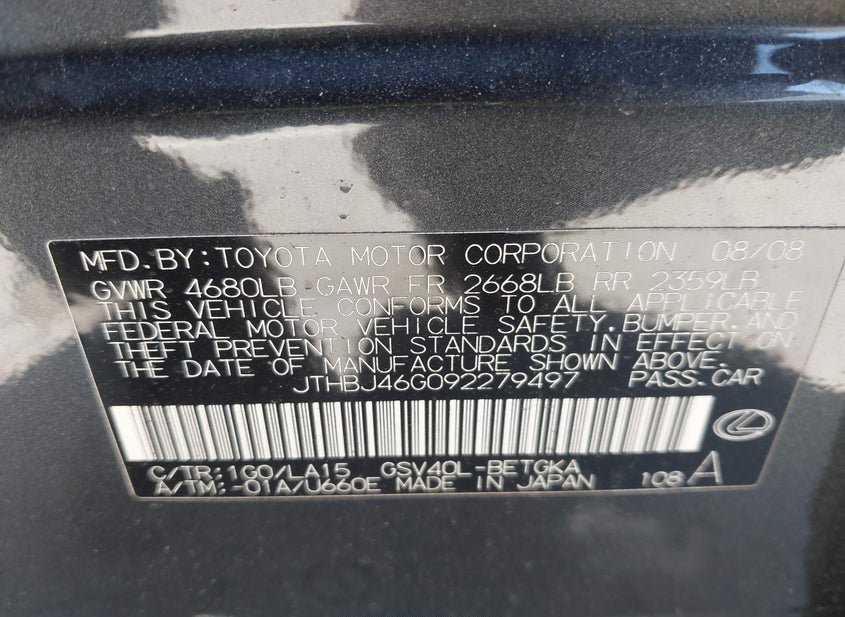 MFD. BY: TOYOTA MOTOR CORPORATION 08/08
GVWR 4680LB GAWR FR 2668LB RR 2359LB
THIS VEHICLE CONFORMS TO ALL APPLICABLE
FEDERAL MOTOR VEHICLE SAFETY, BUMPER, AND
THEFT PREVENTION STANDARDS IN EFFECT ON
THE DATE OF MANUFACTURE SHOWN ABOVE.
JTHBJ46G092279497 PASS. CAR
C/TR: 1G0/LA15 GSV40L-BETGKA
A/TM: -01A/U660E MADE IN JAPAN 108 A